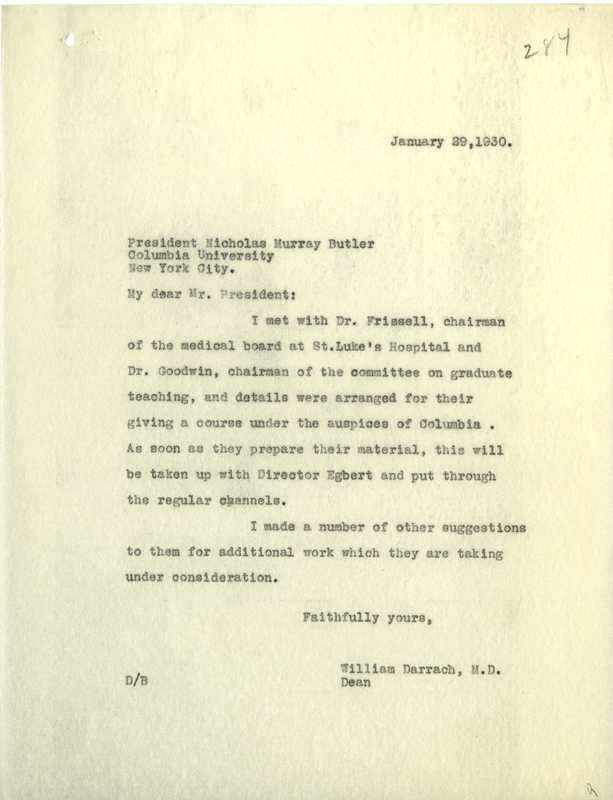 284
January 29,1930.
President Nicholas Murray Butler
Columbia University
New York City.
My dear Mr. President:
I met with Dr. Frissell, chairman
of the medical board at St.Luke's Hospital and
Dr. Goodwin, chairman of the committee on graduate
teaching, and details were arranged for their
giving a course under the auspices of Columbia .
As soon as they prepare their material, this will
be taken up with Director Egbert and put through
the regular channels.
I made a number of other suggestions
to them for additional work which they are taking
under consideration.
Faithfully yours,
William Darrach, M.D.
D/B Dean